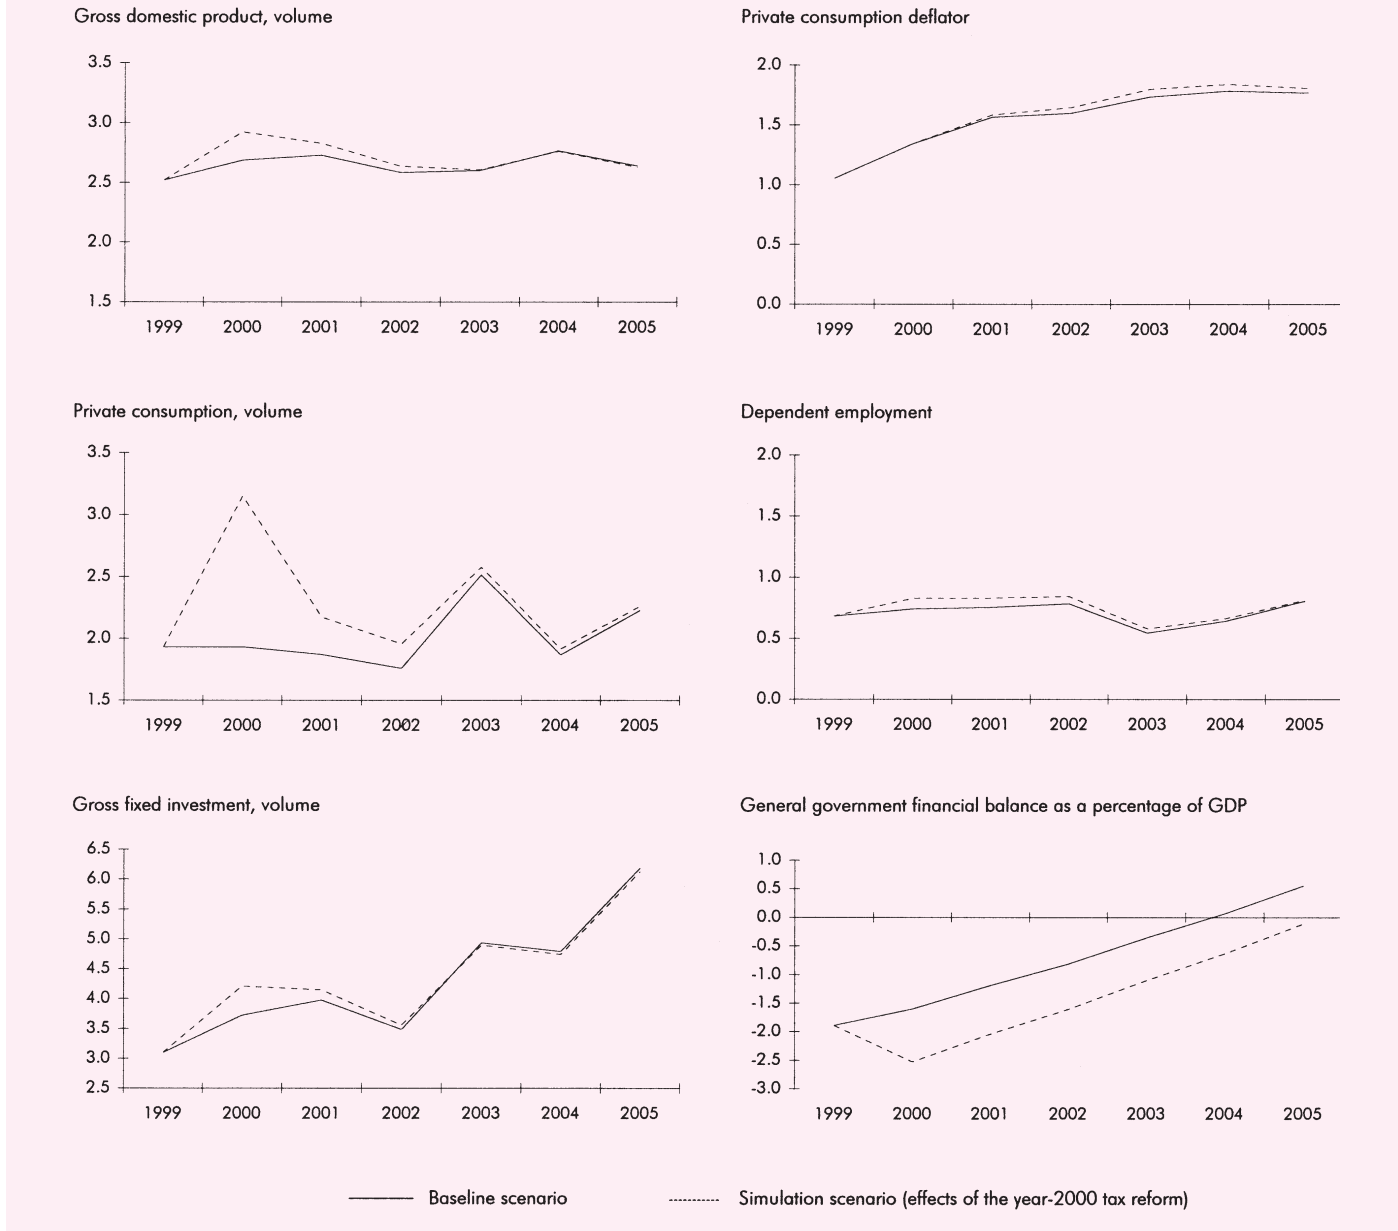 Gross domestic product, volume
3.5
3.0
2.5
2.0
1.5
1999 2000 2001 2002 2003 2004 2005
Private consumption deflator
2.0
1.5
1.0
0.5
0.0
1999 2000 2001 2002 2003 2004 2005
Private consumption, volume
3.5
3.0
2.5
2.0
1.5
1999 2000 2001 2002 2003 2004 2005
Dependent employment
2.0
1.5
1.0
0.5
0.0
1999 2000 2001 2002 2003 2004 2005
Gross fixed investment, volume
6.5
6.0
5.5
5.0
4.5
4.0
3.5
3.0
2.5
1999 2000 2001 2002 2003 2004 2005
General government financial balance as a percentage of GDP
1.0
0.5
0.0
-0.5
-1.0
-1.5
-2.0
-2.5
-3.0
1999 2000 2001 2002 2003 2004 2005
Baseline scenario
Simulation scenario (effects of the year-2000 tax reform)